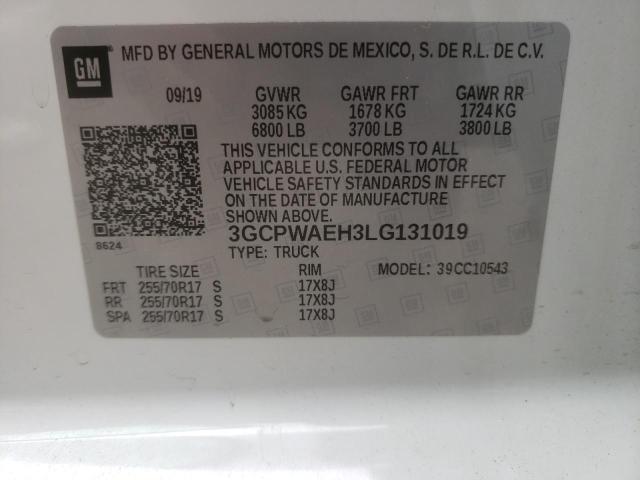 GM
MFD BY GENERAL MOTORS DE MEXICO, S. DE R.L. DE C.V.
09/19 GVWR GAWR FRT GAWR RR
3085 KG 1678 KG 1724 KG
6800 LB 3700 LB 3800 LB
THIS VEHICLE CONFORMS TO ALL
APPLICABLE U.S. FEDERAL MOTOR
VEHICLE SAFETY STANDARDS IN EFFECT
ON THE DATE OF MANUFACTURE
SHOWN ABOVE.
3GCPWAEH3LG131019
8624
TYPE: TRUCK
TIRE SIZE RIM MODEL: 39CC10543
FRT 255/70R17 S 17X8J
RR 255/70R17 S 17X8J
SPA 255/70R17 S 17X8J